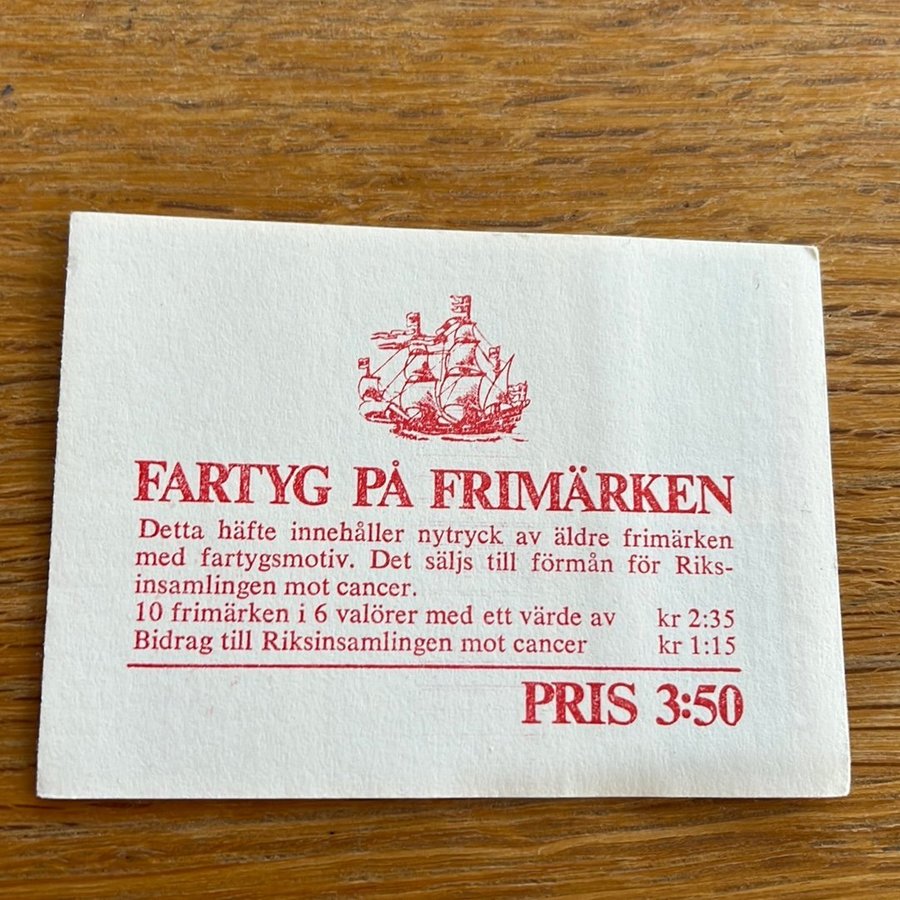 FARTYG PÅ FRIMÄRKEN
Detta häfte innehåller nytryck av äldre frimärken
med fartygsmotiv. Det säljs till förmån för Riks-
insamlingen mot cancer.
10 frimärken i 6 valörer med ett värde av kr 2:35
Bidrag till Riksinsamlingen mot cancer kr 1:15
PRIS 3:50